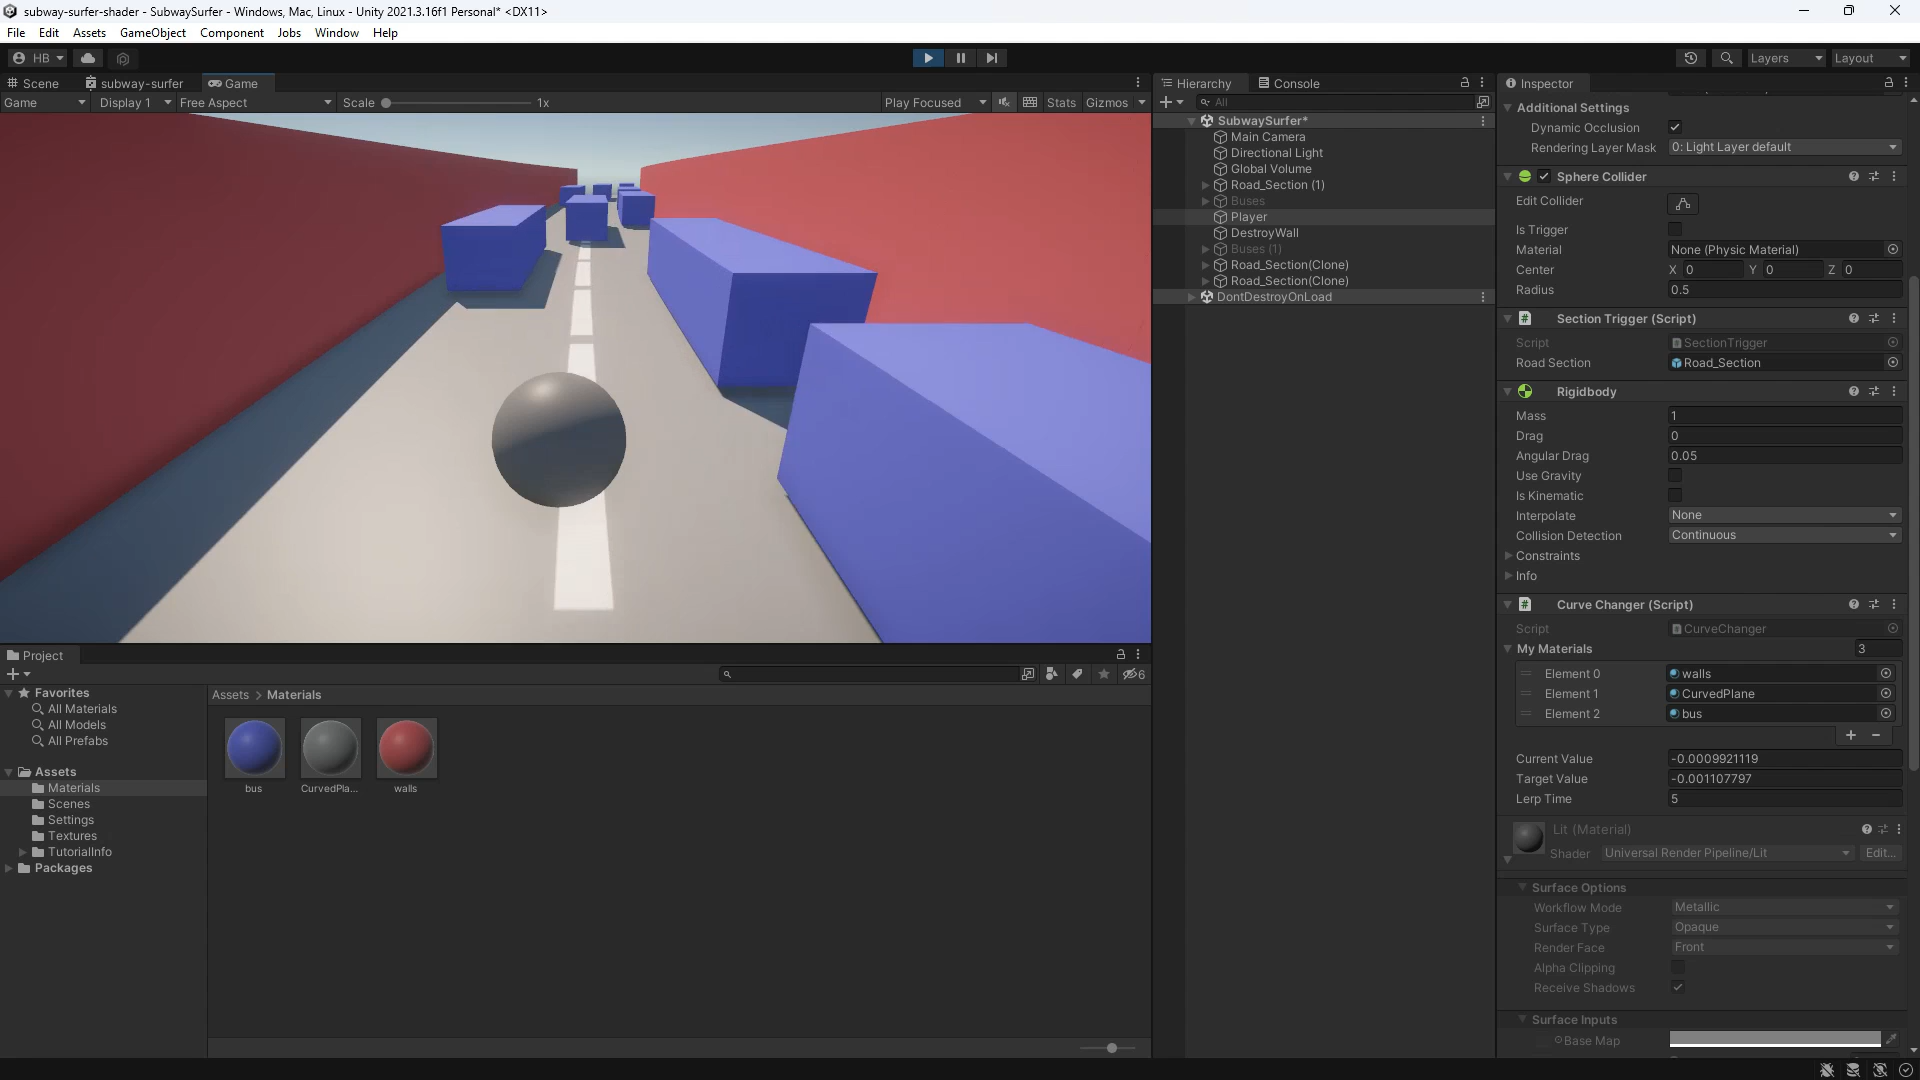 subway-surfer-shader - SubwaySurfer - Windows, Mac, Linux - Unity 2021.3.16f1 Personal* <DX11>
File Edit Assets GameObject Component Jobs Window Help
HB
Layers
Layout
Scene
subway-surfer
Game
Game
Display 1
Free Aspect
Scale
1x
Play Focused
Stats
Gizmos
Hierarchy
Console
All
SubwaySurfer*
Main Camera
Directional Light
Global Volume
Road_Section (1)
Buses
Player
DestroyWall
Buses (1)
Road_Section(Clone)
Road_Section(Clone)
DontDestroyOnLoad
Inspector
Additional Settings
Dynamic Occlusion
Rendering Layer Mask 0: Light Layer default
Sphere Collider
Edit Collider
Is Trigger
Material None (Physic Material)
Center X 0 Y 0 Z 0
Radius 0.5
Section Trigger (Script)
Script SectionTrigger
Road Section Road_Section
Rigidbody
Mass 1
Drag 0
Angular Drag 0.05
Use Gravity
Is Kinematic
Interpolate None
Collision Detection Continuous
Constraints
Info
Curve Changer (Script)
Script CurveChanger
My Materials 3
Element 0 walls
Element 1 CurvedPlane
Element 2 bus
Current Value -0.0009921119
Target Value -0.001107797
Lerp Time 5
Lit (Material)
Shader Universal Render Pipeline/Lit Edit...
Surface Options
Workflow Mode Metallic
Surface Type Opaque
Render Face Front
Alpha Clipping
Receive Shadows
Surface Inputs
Base Map
Project
6
Favorites
All Materials
All Models
All Prefabs
Assets
Materials
Scenes
Settings
Textures
TutorialInfo
Packages
Assets > Materials
bus
CurvedPla...
walls